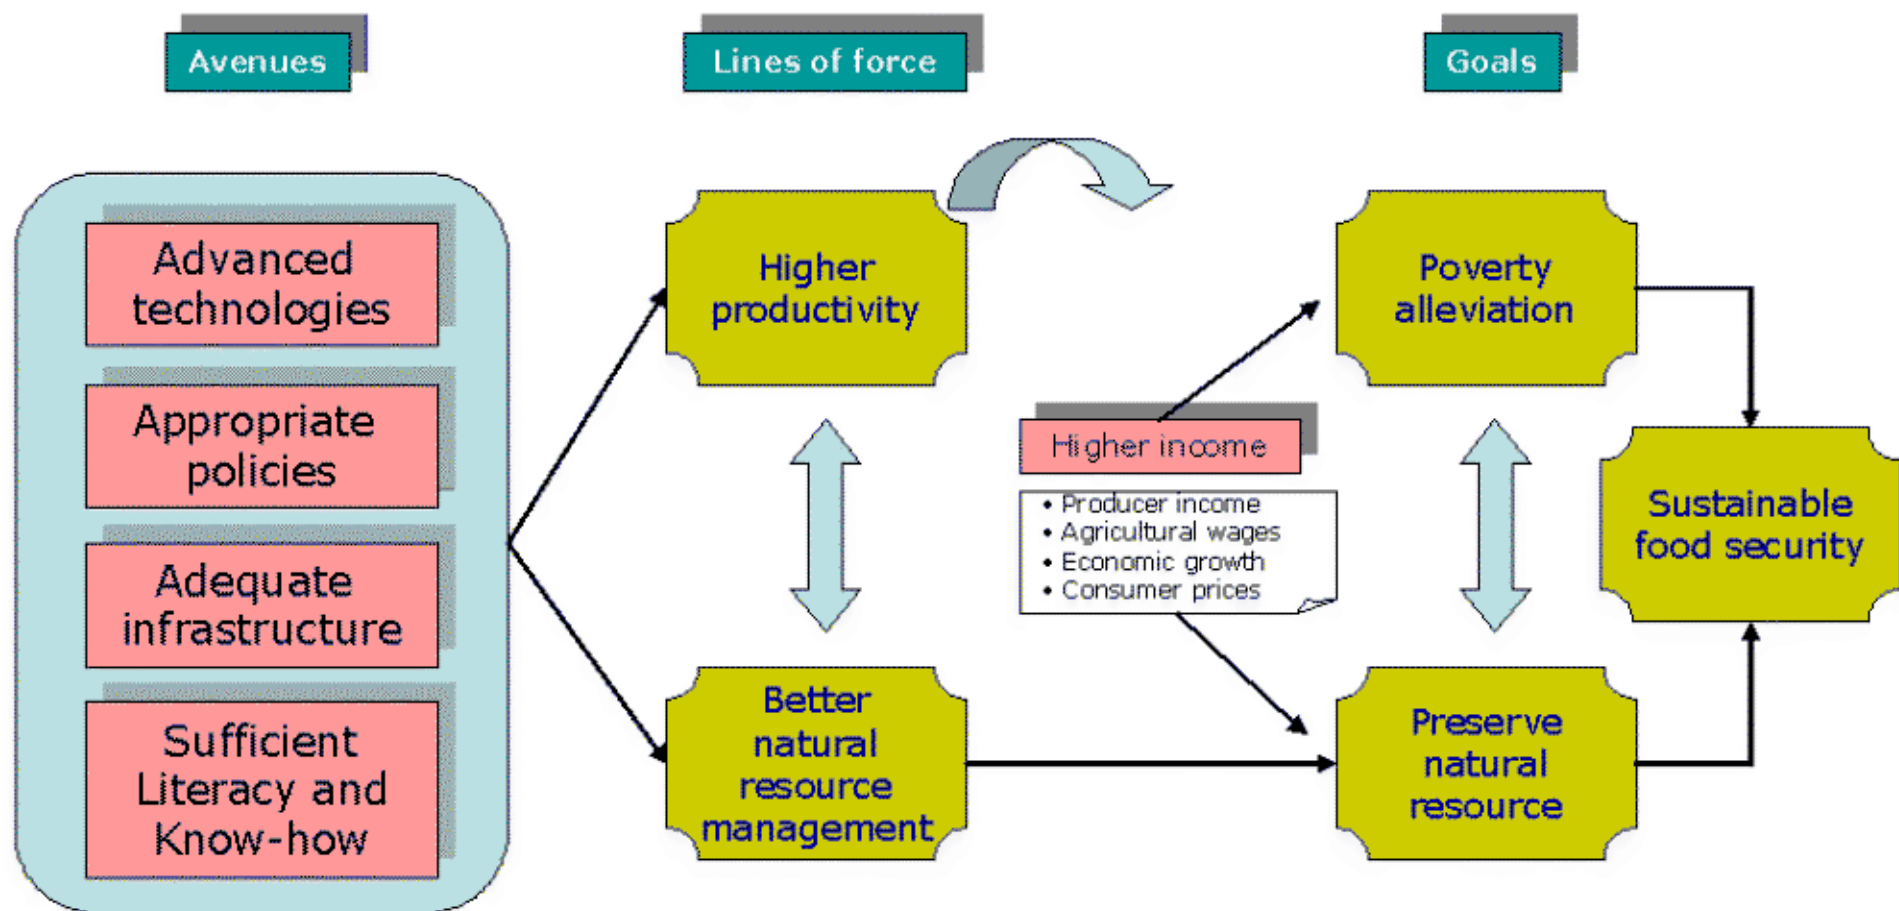 Avenues
Lines of force
Goals
Advanced
technologies
Appropriate
policies
Adequate
infrastructure
Sufficient
Literacy and
Know-how
Higher
productivity
Better
natural
resource
management
Higher income
• Producer income
• Agricultural wages
• Economic growth
• Consumer prices
Poverty
alleviation
Preserve
natural
resource
Sustainable
food security